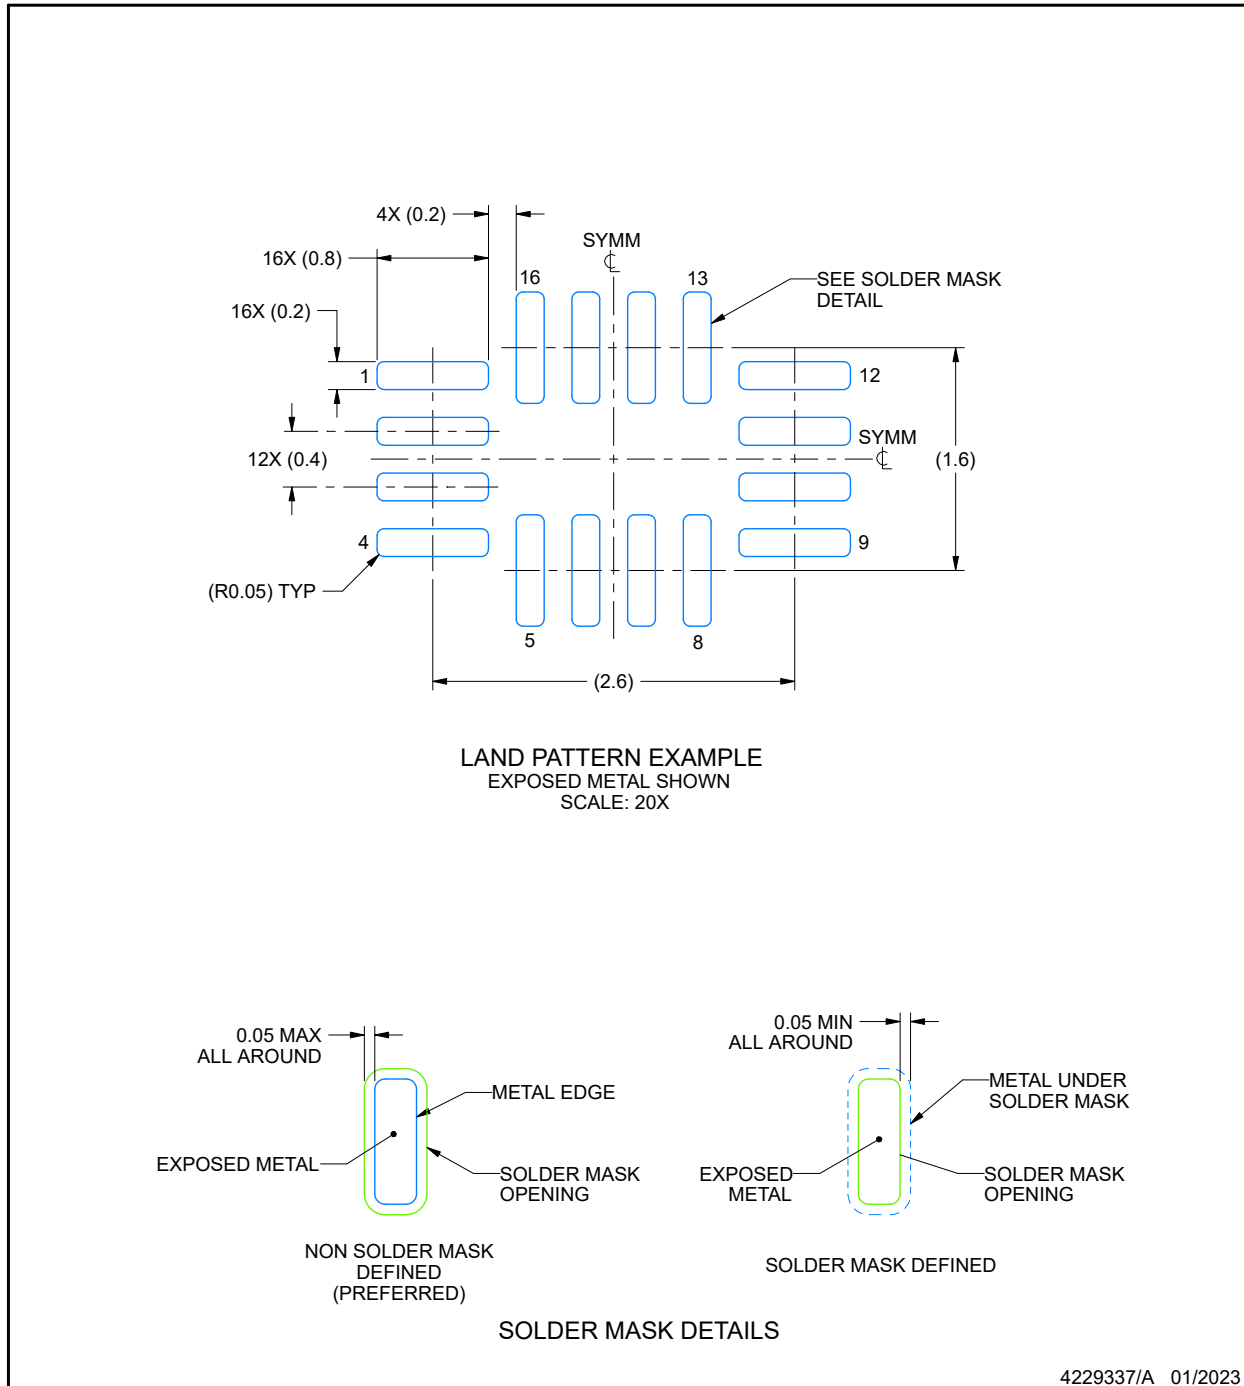 4X (0.2)
SYMM
16X (0.8)
16
13
SEE SOLDER MASK
DETAIL
16X (0.2)
1
12
SYMM
12X (0.4)
(1.6)
4
9
(R0.05) TYP
5
8
(2.6)
LAND PATTERN EXAMPLE
EXPOSED METAL SHOWN
SCALE: 20X
0.05 MAX
ALL AROUND
METAL EDGE
EXPOSED METAL
SOLDER MASK
OPENING
NON SOLDER MASK
DEFINED
(PREFERRED)
0.05 MIN
ALL AROUND
METAL UNDER
SOLDER MASK
EXPOSED
METAL
SOLDER MASK
OPENING
SOLDER MASK DEFINED
SOLDER MASK DETAILS
4229337/A 01/2023